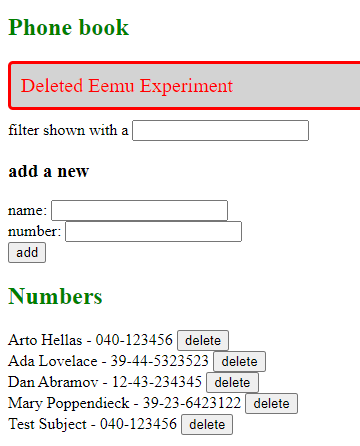 Phone book
Deleted Eemu Experiment
filter shown with a
add a new
name:
number:
add
Numbers
Arto Hellas - 040-123456 delete
Ada Lovelace - 39-44-5323523 delete
Dan Abramov - 12-43-234345 delete
Mary Poppendieck - 39-23-6423122 delete
Test Subject - 040-123456 delete